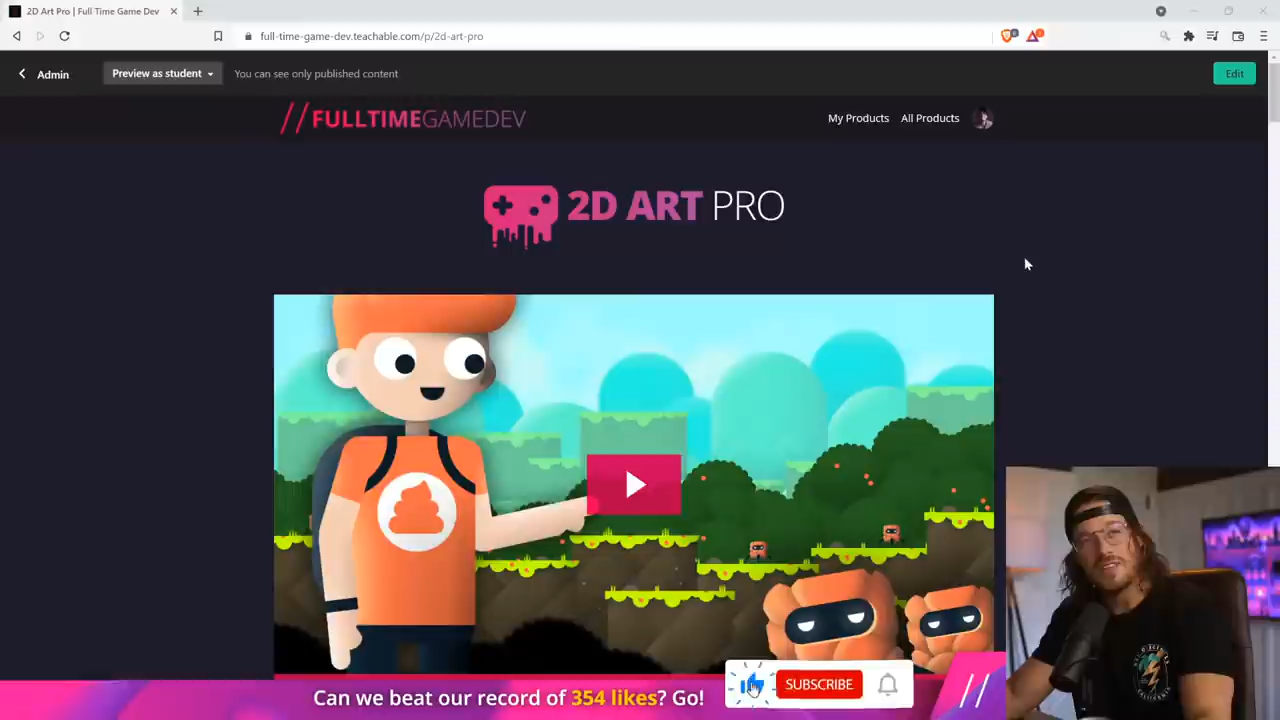 2D Art Pro | Full Time Game Dev
full-time-game-dev.teachable.com/p/2d-art-pro
Admin
Preview as student
You can see only published content
Edit
//FULLTIMEGAMEDEV
My Products
All Products
2D ART PRO
Can we beat our record of 354 likes? Go!
SUBSCRIBE
//